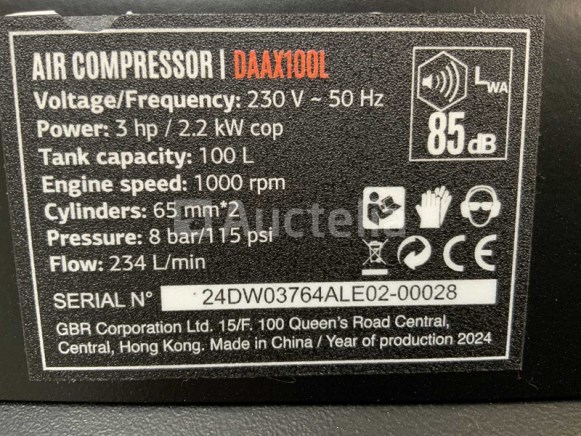 AIR COMPRESSOR | DAAX100L
Voltage/Frequency: 230 V ~ 50 Hz
Power: 3 hp / 2.2 kW cop
Tank capacity: 100 L
Engine speed: 1000 rpm
Cylinders: 65 mm*2
Pressure: 8 bar/115 psi
Flow: 234 L/min
LWA
85 dB
CE
SERIAL N° 24DW03764ALE02-00028
GBR Corporation Ltd. 15/F. 100 Queen's Road Central,
Central, Hong Kong. Made in China / Year of production 2024